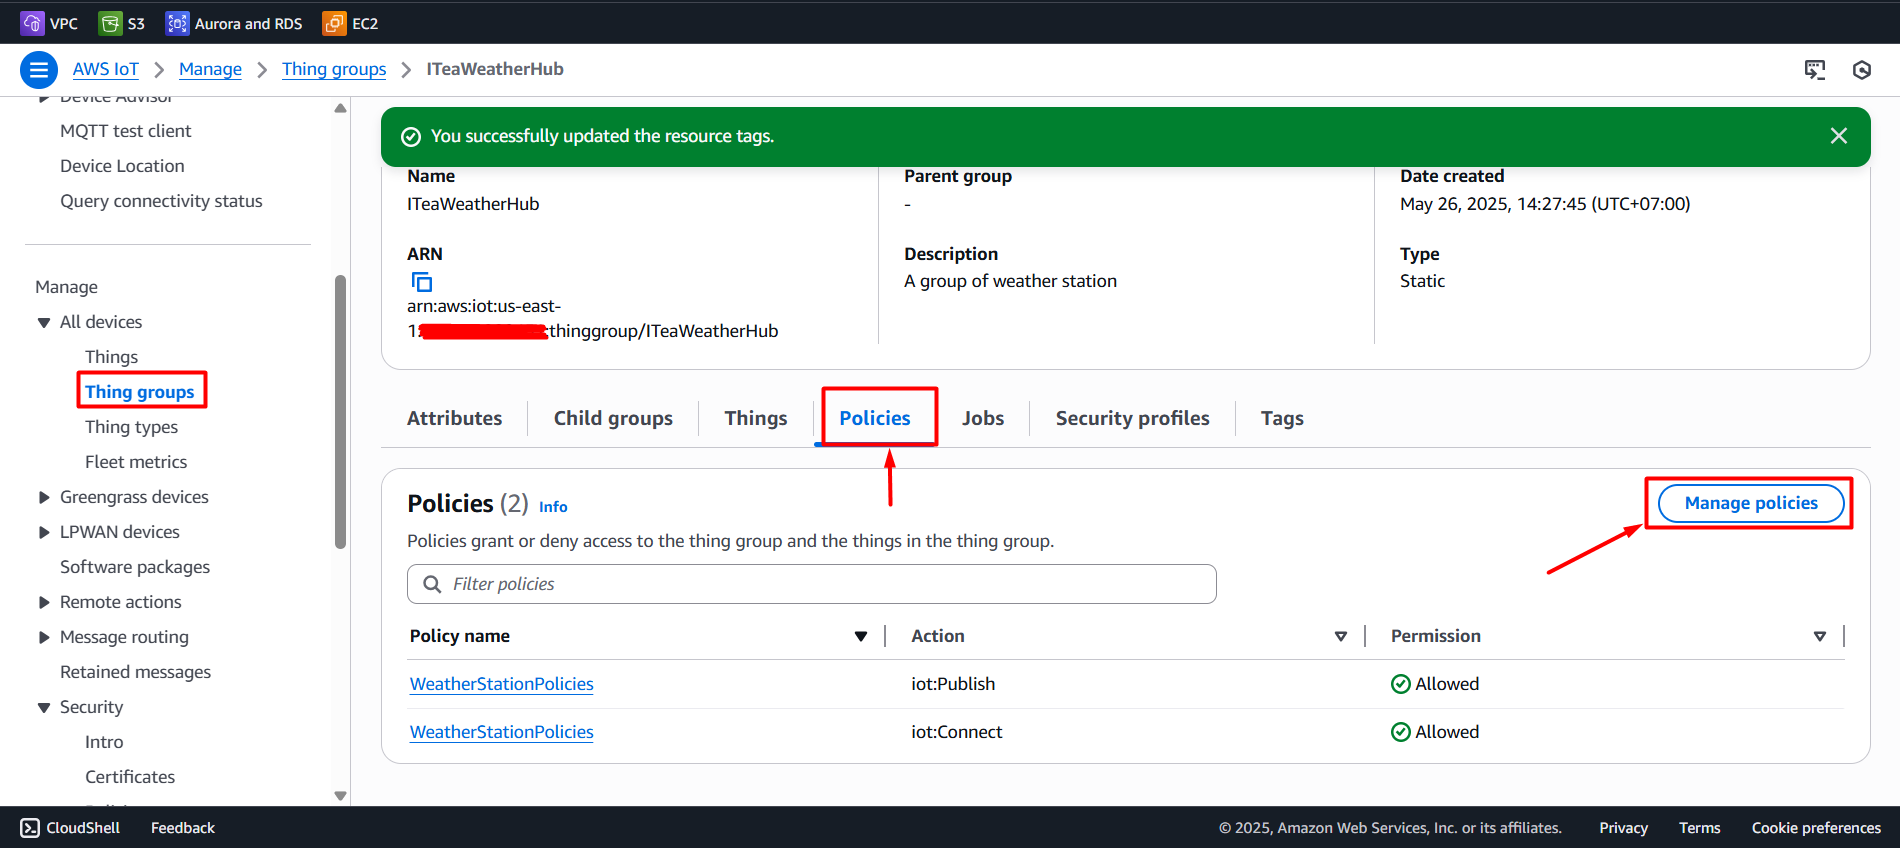 VPC S3 Aurora and RDS EC2
AWS IoT Manage Thing groups ITeaWeatherHub
Device Advisor
MQTT test client
Device Location
Query connectivity status
Manage
All devices
Things
Thing groups
Thing types
Fleet metrics
Greengrass devices
LPWAN devices
Software packages
Remote actions
Message routing
Retained messages
Security
Intro
Certificates
You successfully updated the resource tags.
Name
ITeaWeatherHub
ARN
arn:aws:iot:us-east-
1: :thinggroup/ITeaWeatherHub
Parent group
-
Description
A group of weather station
Date created
May 26, 2025, 14:27:45 (UTC+07:00)
Type
Static
Attributes Child groups Things Policies Jobs Security profiles Tags
Policies (2) Info
Manage policies
Policies grant or deny access to the thing group and the things in the thing group.
Filter policies
Policy name Action Permission
WeatherStationPolicies iot:Publish Allowed
WeatherStationPolicies iot:Connect Allowed
CloudShell Feedback © 2025, Amazon Web Services, Inc. or its affiliates. Privacy Terms Cookie preferences